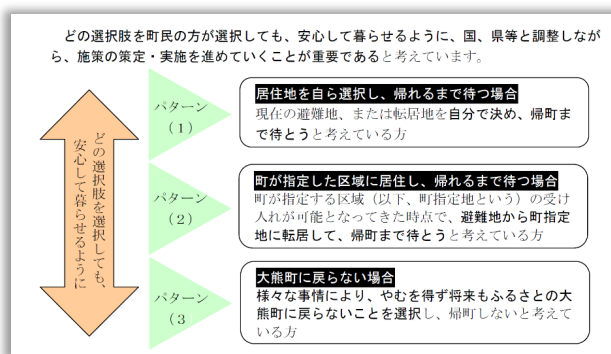 どの選択肢を町民の方が選択しても、安心して暮らせるように、国、県等と調整しなが
ら、施策の策定・実施を進めていくことが重要であると考えています。
どの選択肢を選択しても、
安心して暮らせるように
パターン
(1)
居住地を自ら選択し、帰れるまで待つ場合
現在の避難地、または転居地を自分で決め、帰町ま
で待とうと考えている方
パターン
(2)
町が指定した区域に居住し、帰れるまで待つ場合
町が指定する区域（以下、町指定地という）の受け
入れが可能となってきた時点で、避難地から町指定
地に転居して、帰町まで待とうと考えている方
パターン
(3
大熊町に戻らない場合
様々な事情により、やむを得ず将来もふるさとの大
熊町に戻らないことを選択し、帰町しないと考えて
いる方